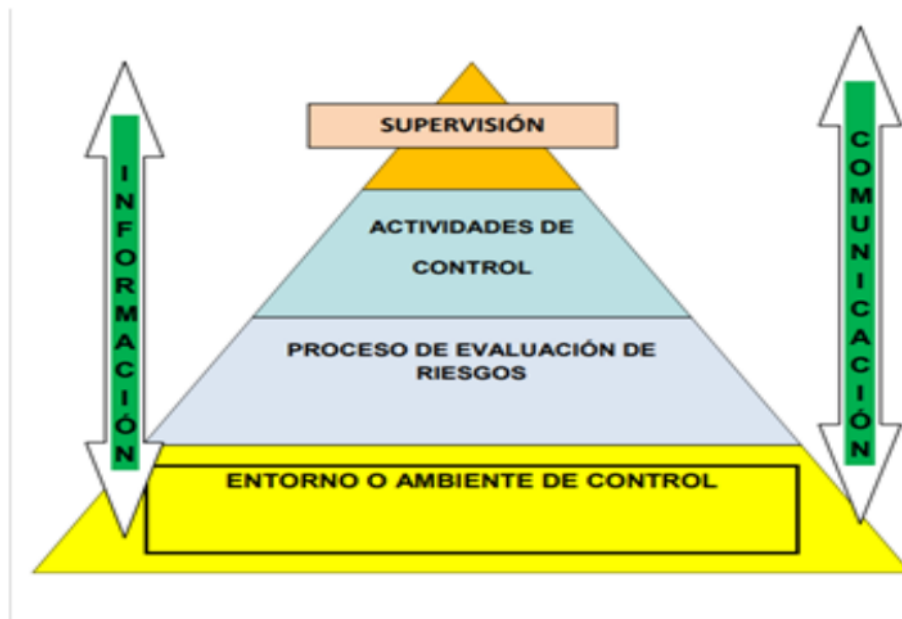 SUPERVISIÓN
ACTIVIDADES DE
CONTROL
PROCESO DE EVALUACIÓN DE
RIESGOS
ENTORNO O AMBIENTE DE CONTROL
INFORMACIÓN
COMUNICACIÓN